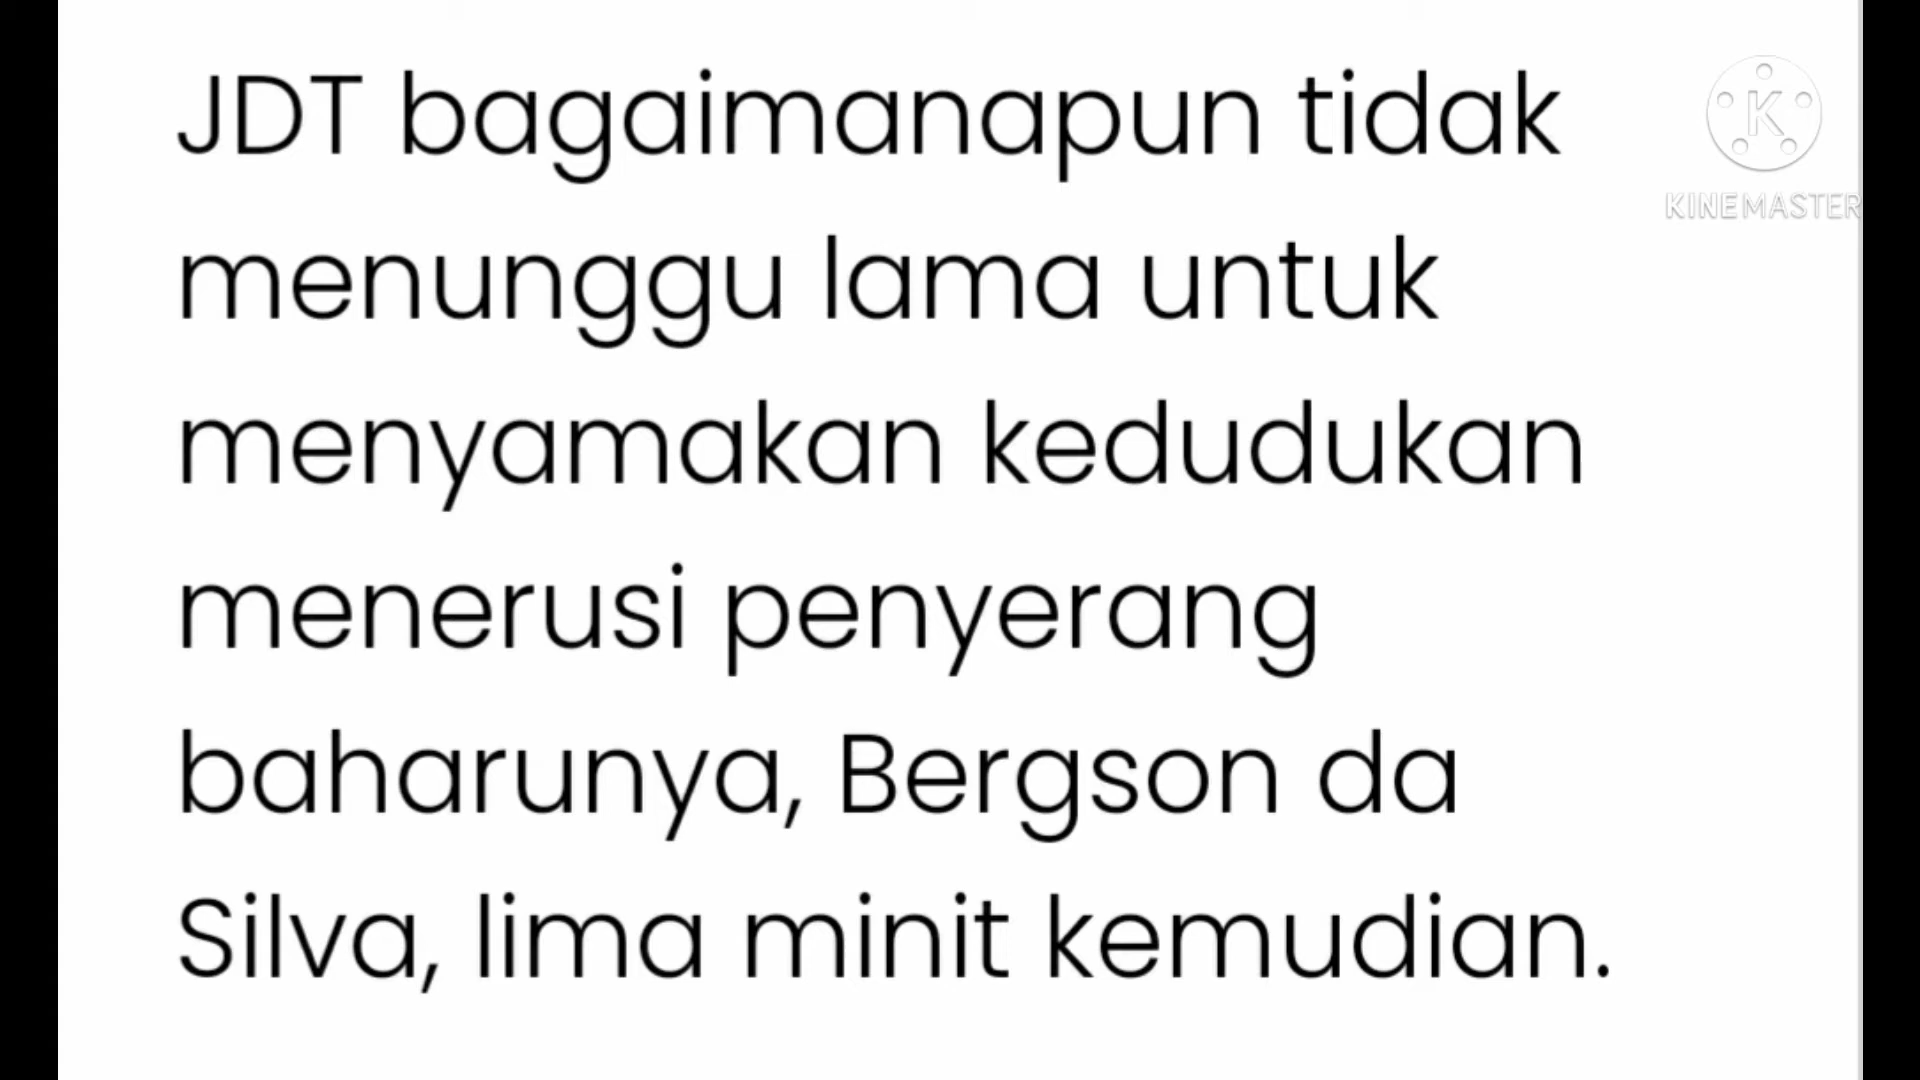 JDT bagaimanapun tidak
menunggu lama untuk
menyamakan kedudukan
menerusi penyerang
baharunya, Bergson da
Silva, lima minit kemudian.
K
KINEMASTER